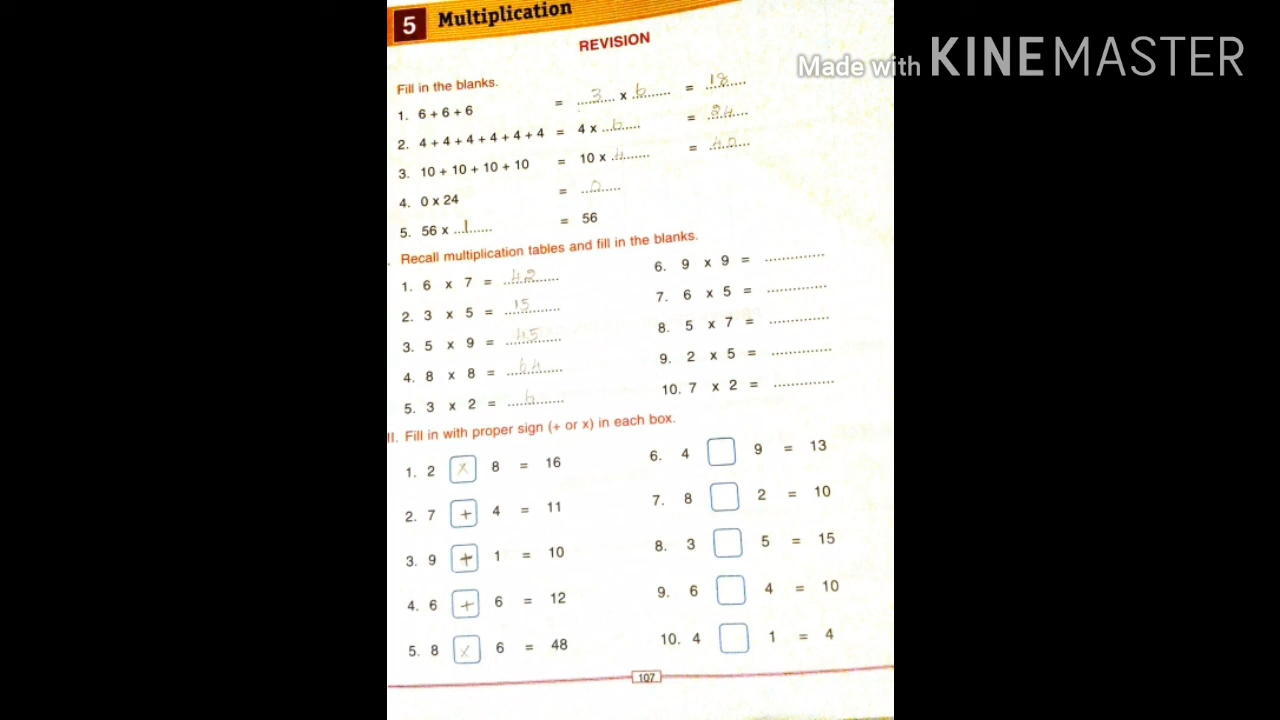 5 Multiplication
REVISION
Made with KINEMASTER
Fill in the blanks.
1. 6 + 6 + 6 = ...3... x ...6... = ...18...
2. 4 + 4 + 4 + 4 + 4 + 4 = 4 x ...6... = ...24...
3. 10 + 10 + 10 + 10 = 10 x ...4... = ...40...
4. 0 x 24 = ...0...
5. 56 x ...1... = 56
Recall multiplication tables and fill in the blanks.
1. 6 x 7 = ...42...
2. 3 x 5 = ...15...
3. 5 x 9 = ...45...
4. 8 x 8 = ...64...
5. 3 x 2 = ...6...
6. 9 x 9 = .............
7. 6 x 5 = .............
8. 5 x 7 = .............
9. 2 x 5 = .............
10. 7 x 2 = .............
II. Fill in with proper sign (+ or x) in each box.
1. 2 x 8 = 16
2. 7 + 4 = 11
3. 9 + 1 = 10
4. 6 + 6 = 12
5. 8 x 6 = 48
6. 4 □ 9 = 13
7. 8 □ 2 = 10
8. 3 □ 5 = 15
9. 6 □ 4 = 10
10. 4 □ 1 = 4
107